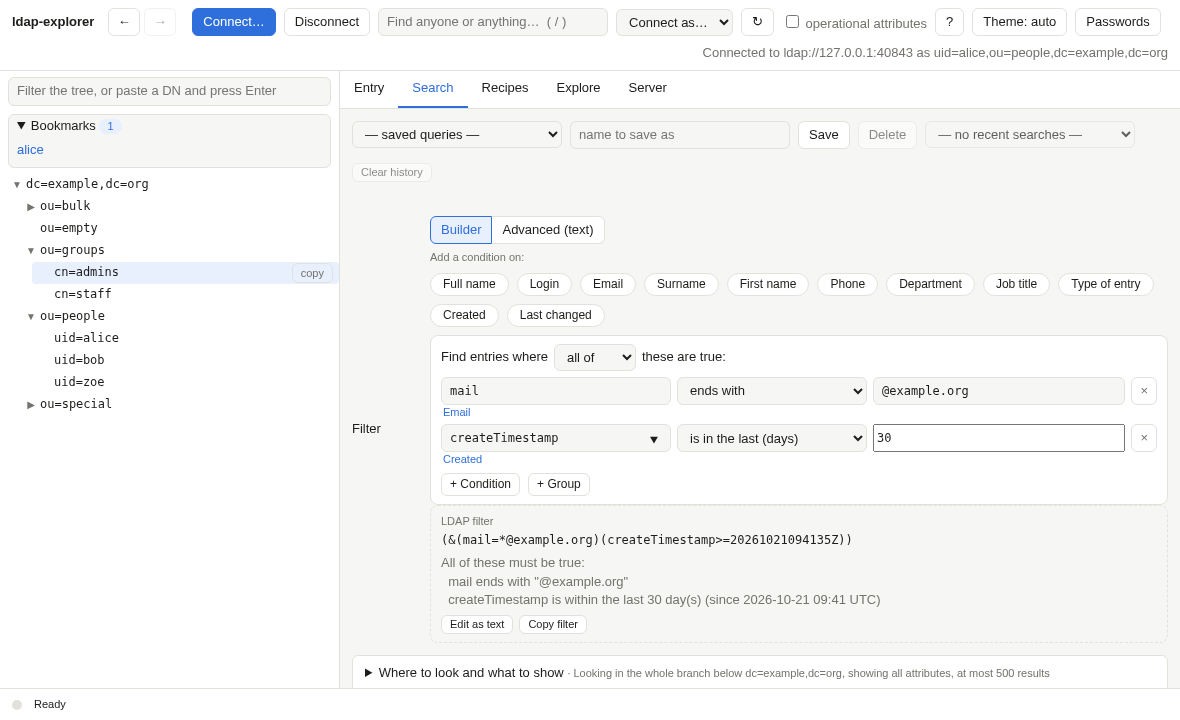 ldap-explorer ← → Connect… Disconnect Find anyone or anything… ( / ) Connect as… ↻ operational attributes ? Theme: auto Passwords
Connected to ldap://127.0.0.1:40843 as uid=alice,ou=people,dc=example,dc=org
Filter the tree, or paste a DN and press Enter
▼ Bookmarks 1
alice
▼ dc=example,dc=org
▶ ou=bulk
ou=empty
▼ ou=groups
cn=admins copy
cn=staff
▼ ou=people
uid=alice
uid=bob
uid=zoe
▶ ou=special
Entry Search Recipes Explore Server
— saved queries — name to save as Save Delete — no recent searches —
Clear history
Builder Advanced (text)
Add a condition on:
Full name Login Email Surname First name Phone Department Job title Type of entry
Created Last changed
Find entries where all of these are true:
mail ends with @example.org ×
Email
Filter
createTimestamp ▼ is in the last (days) 30 ×
Created
+ Condition + Group
LDAP filter
(&(mail=*@example.org)(createTimestamp>=20261021094135Z))
All of these must be true:
mail ends with "@example.org"
createTimestamp is within the last 30 day(s) (since 2026-10-21 09:41 UTC)
Edit as text Copy filter
▶ Where to look and what to show · Looking in the whole branch below dc=example,dc=org, showing all attributes, at most 500 results
Ready